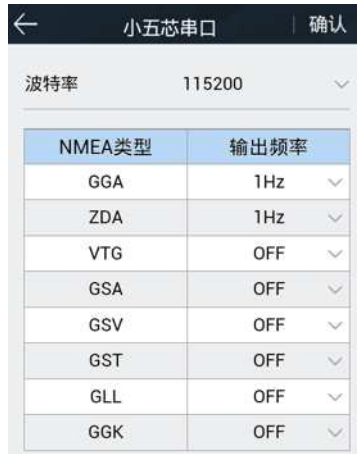 小五芯串口 确认
波特率 115200
NMEA类型 输出频率
GGA 1Hz
ZDA 1Hz
VTG OFF
GSA OFF
GSV OFF
GST OFF
GLL OFF
GGK OFF